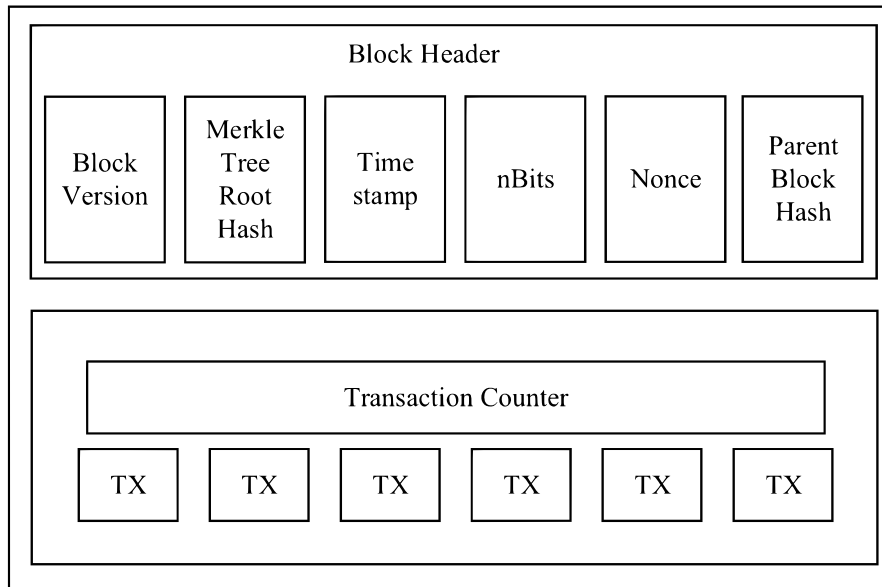 Block Header
Block
Version
Merkle
Tree
Root
Hash
Time
stamp
nBits
Nonce
Parent
Block
Hash
Transaction Counter
TX
TX
TX
TX
TX
TX